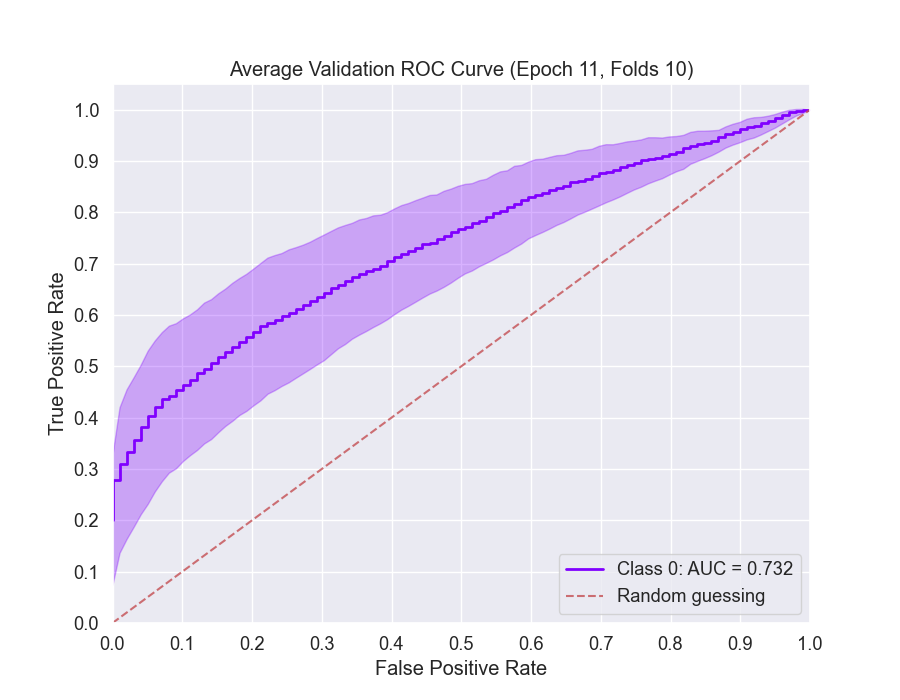 Average Validation ROC Curve (Epoch 11, Folds 10)
True Positive Rate
1.0
0.9
0.8
0.7
0.6
0.5
0.4
0.3
0.2
0.1
0.0
Class 0: AUC = 0.732
Random guessing
0.0 0.1 0.2 0.3 0.4 0.5 0.6 0.7 0.8 0.9 1.0
False Positive Rate